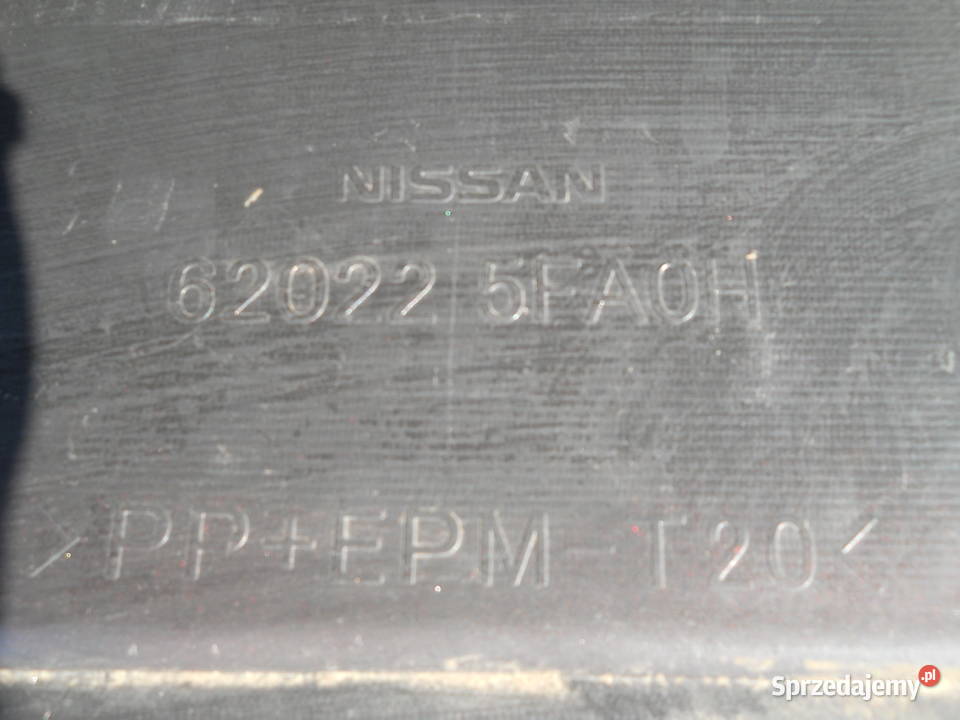 NISSAN
62022 5FA0H
>PP+EPM-T20<
Sprzedajemy.pl